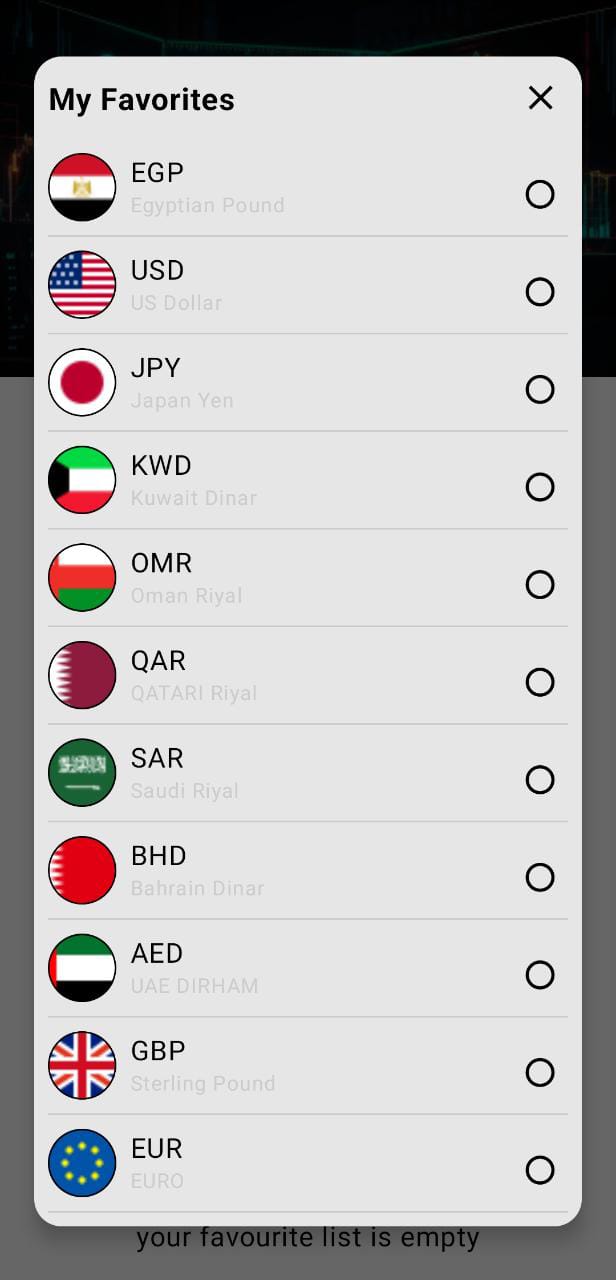 My Favorites
EGP
Egyptian Pound
USD
US Dollar
JPY
Japan Yen
KWD
Kuwait Dinar
OMR
Oman Riyal
QAR
QATARI Riyal
SAR
Saudi Riyal
BHD
Bahrain Dinar
AED
UAE DIRHAM
GBP
Sterling Pound
EUR
EURO
your favourite list is empty